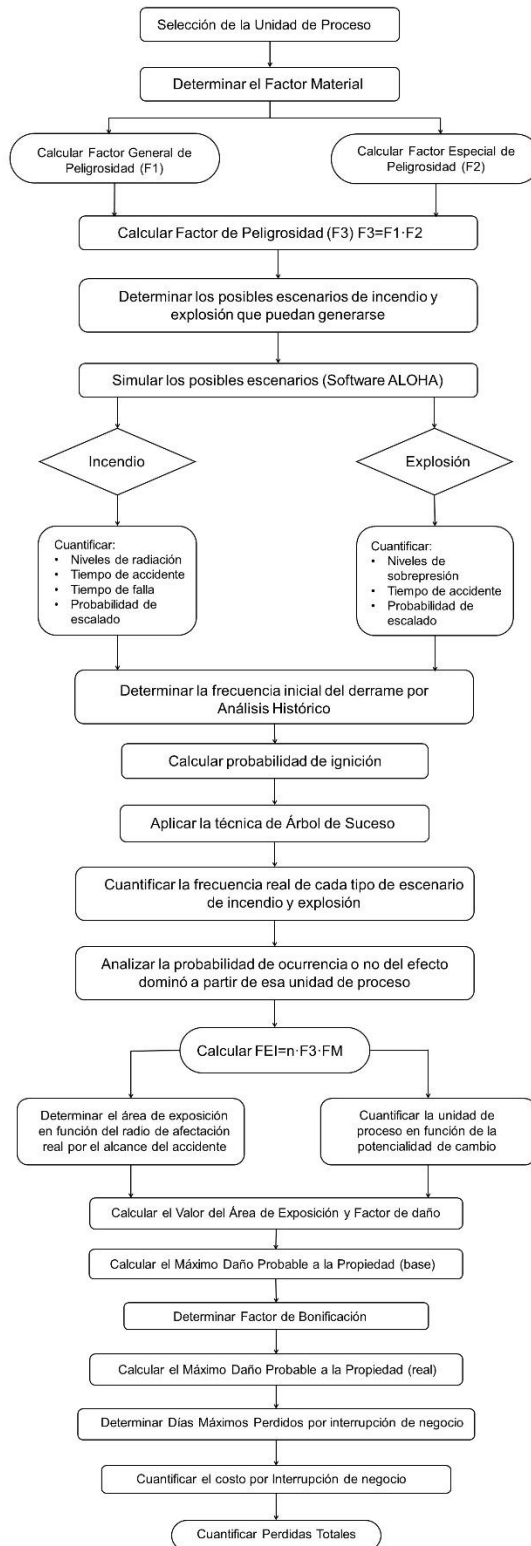 Selección de la Unidad de Proceso
Determinar el Factor Material
Calcular Factor General de
Peligrosidad (F1)
Calcular Factor Especial de
Peligrosidad (F2)
Calcular Factor de Peligrosidad (F3) F3=F1·F2
Determinar los posibles escenarios de incendio y
explosión que puedan generarse
Simular los posibles escenarios (Software ALOHA)
Incendio
Explosión
Cuantificar:
• Niveles de radiación
• Tiempo de accidente
• Tiempo de falla
• Probabilidad de
escalado
Cuantificar:
• Niveles de
sobrepresión
• Tiempo de accidente
• Probabilidad de
escalado
Determinar la frecuencia inicial del derrame por
Análisis Histórico
Calcular probabilidad de ignición
Aplicar la técnica de Árbol de Suceso
Cuantificar la frecuencia real de cada tipo de escenario
de incendio y explosión
Analizar la probabilidad de ocurrencia o no del efecto
dominó a partir de esa unidad de proceso
Calcular FEI=n·F3·FM
Determinar el área de exposición
en función del radio de afectación
real por el alcance del accidente
Cuantificar la unidad de
proceso en función de la
potencialidad de cambio
Calcular el Valor del Área de Exposición y Factor de daño
Calcular el Máximo Daño Probable a la Propiedad (base)
Determinar Factor de Bonificación
Calcular el Máximo Daño Probable a la Propiedad (real)
Determinar Días Máximos Perdidos por interrupción de negocio
Cuantificar el costo por Interrupción de negocio
Cuantificar Perdidas Totales